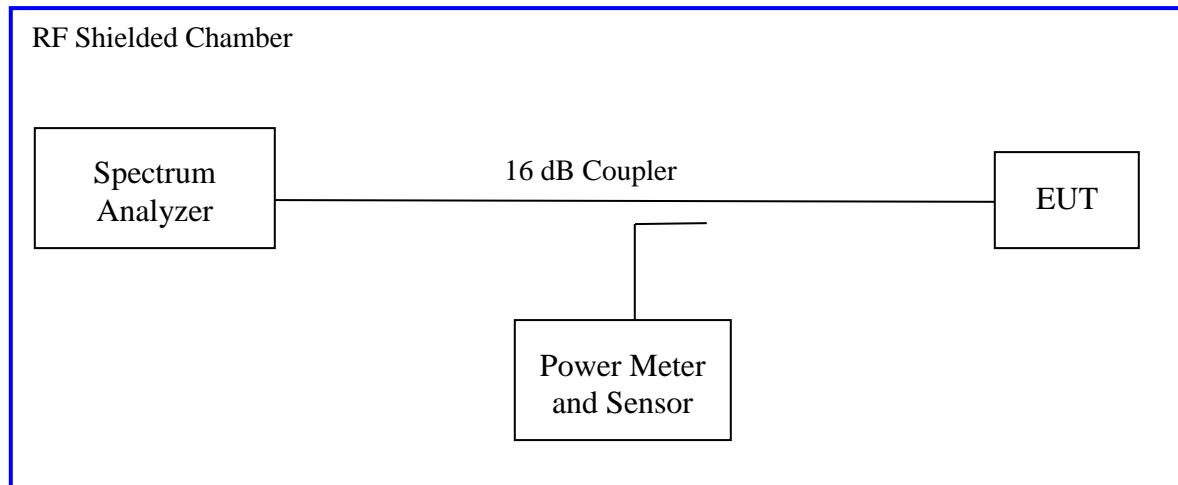 RF Shielded Chamber
Spectrum
Analyzer
16 dB Coupler
EUT
Power Meter
and Sensor